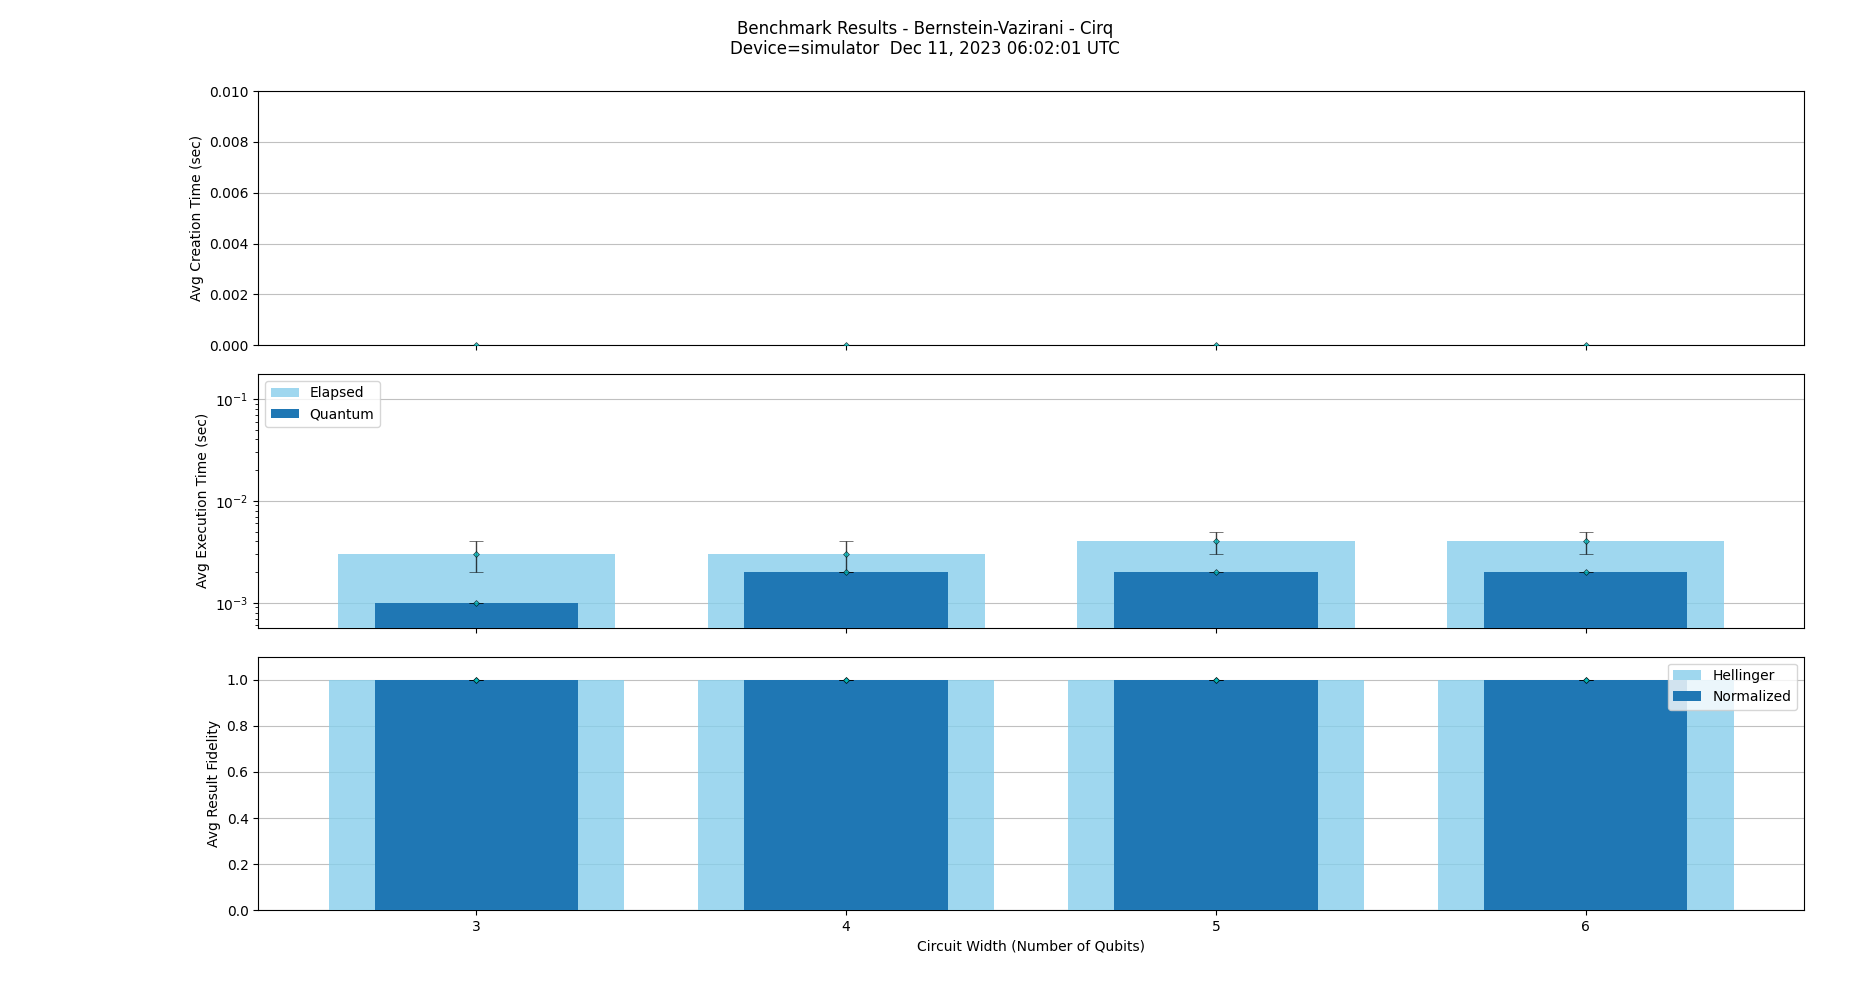 Benchmark Results - Bernstein-Vazirani - Cirq
Device=simulator  Dec 11, 2023 06:02:01 UTC
Avg Creation Time (sec)
0.010
0.008
0.006
0.004
0.002
0.000
Avg Execution Time (sec)
10⁻¹
10⁻²
10⁻³
Elapsed
Quantum
Avg Result Fidelity
1.0
0.8
0.6
0.4
0.2
0.0
Hellinger
Normalized
3 4 5 6
Circuit Width (Number of Qubits)